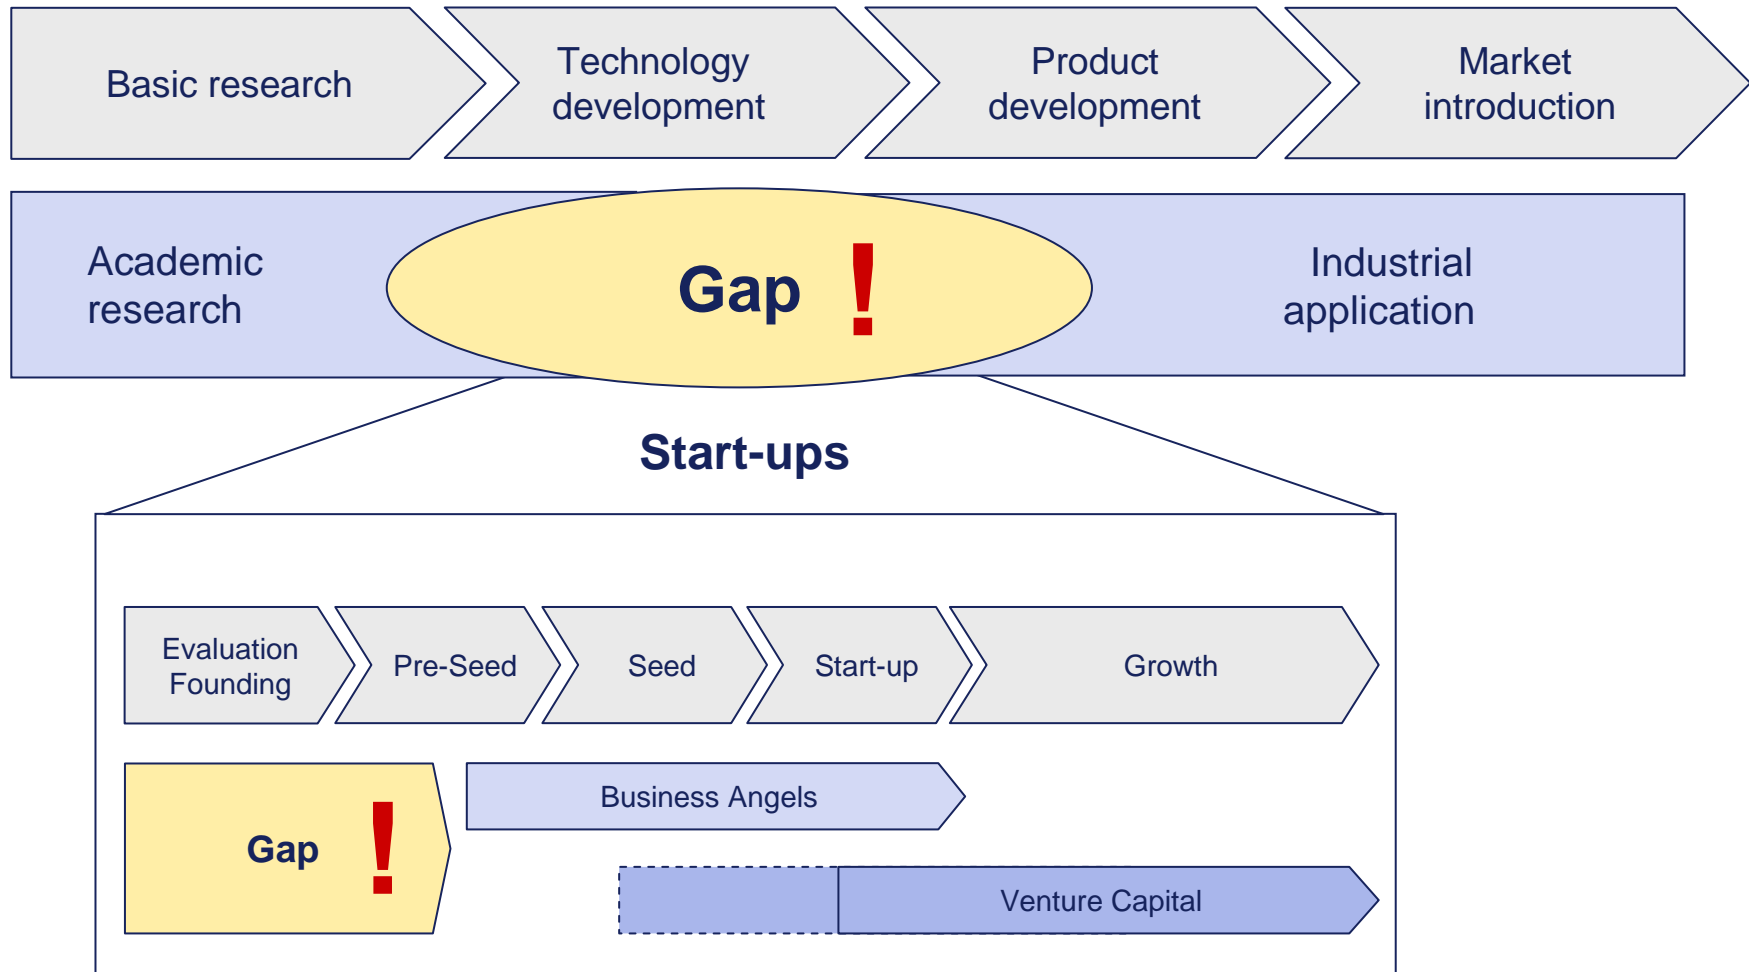 Basic research
Technology
development
Product
development
Market
introduction
Academic
research
Gap !
Industrial
application
Start-ups
Evaluation
Founding
Pre-Seed
Seed
Start-up
Growth
Business Angels
Gap !
Venture Capital